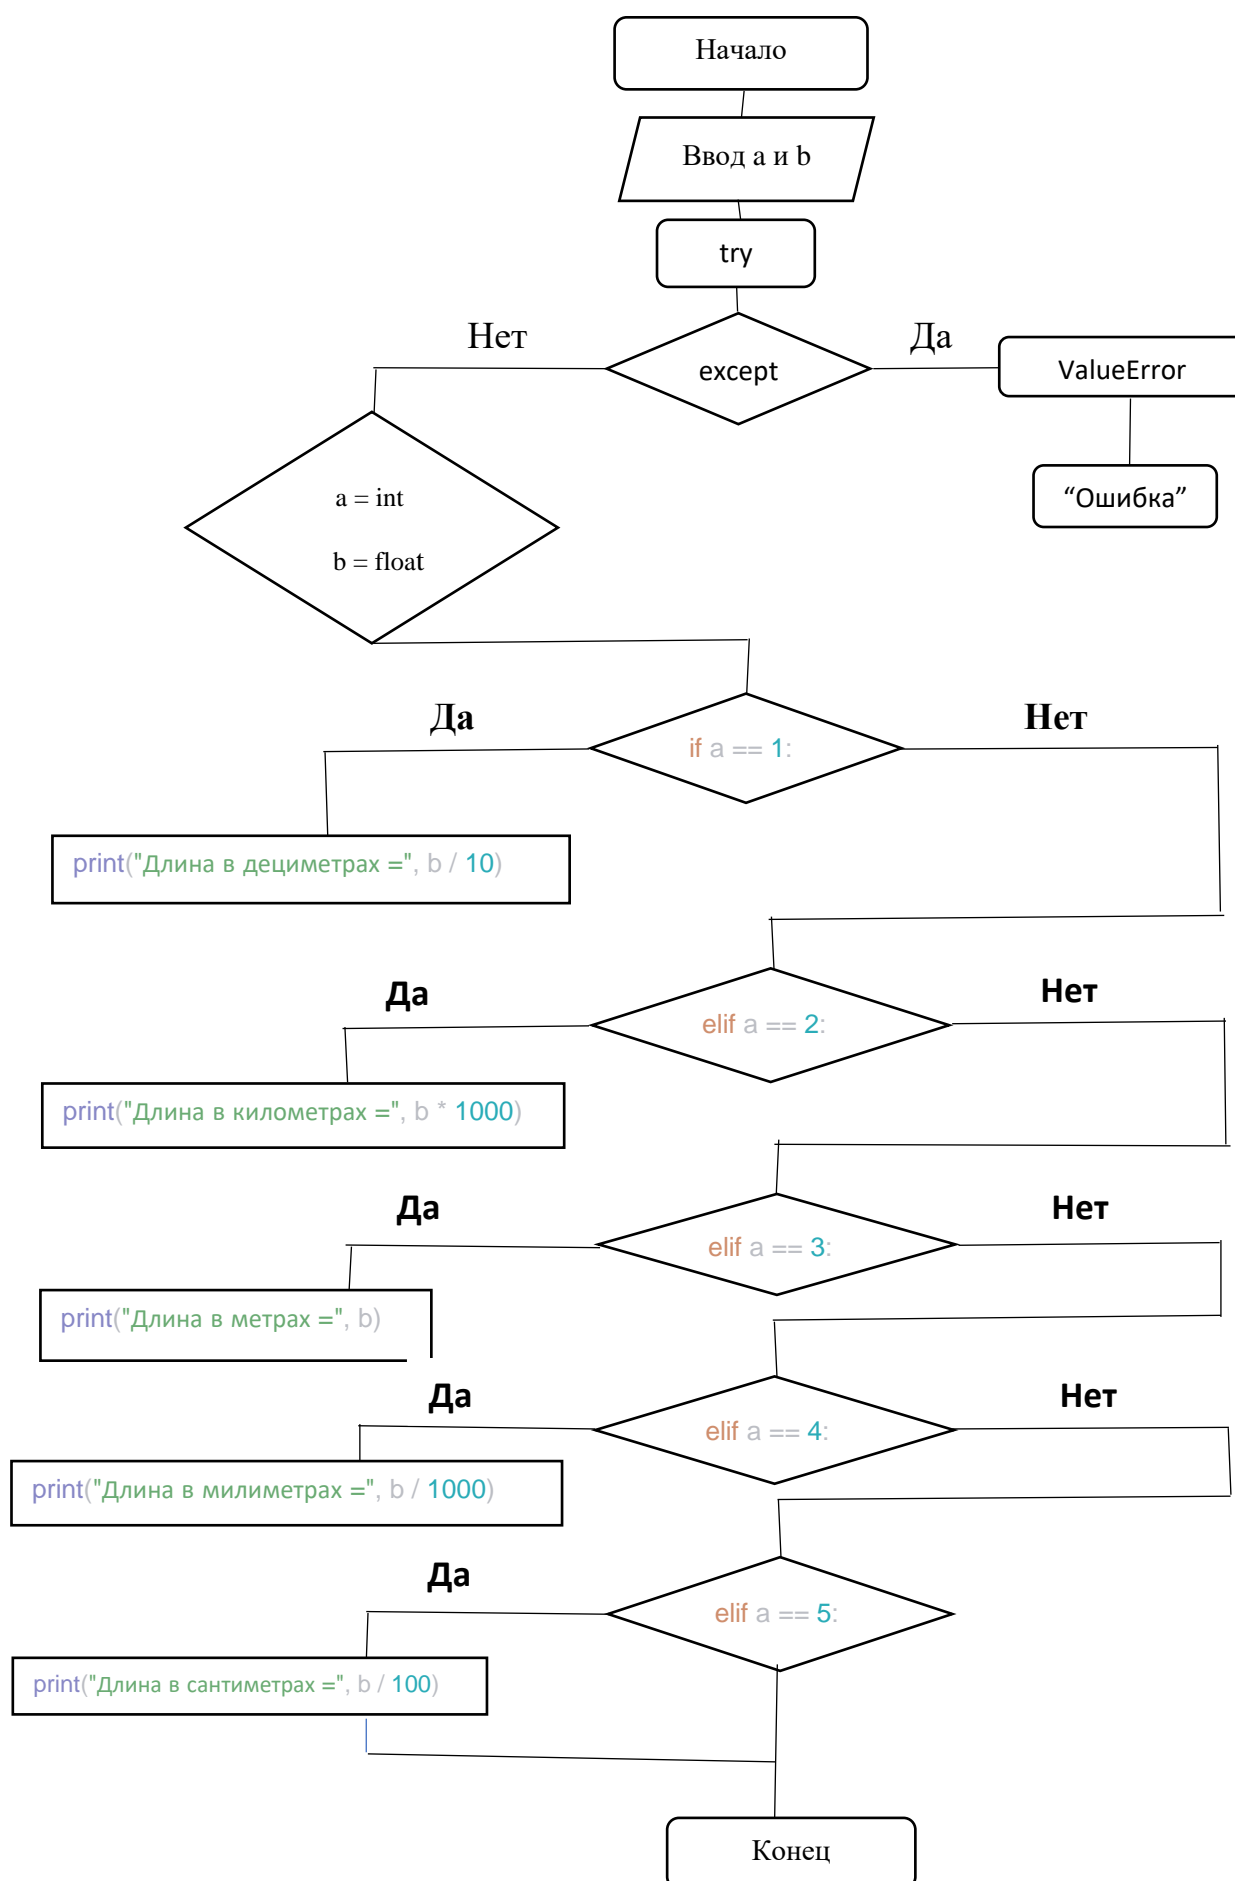 Начало
Ввод a и b
try
Нет
Да
except
ValueError
“Ошибка”
a = int
b = float
Да
Нет
if a == 1:
print("Длина в дециметрах =", b / 10)
Да
Нет
elif a == 2:
print("Длина в километрах =", b * 1000)
Да
Нет
elif a == 3:
print("Длина в метрах =", b)
Да
Нет
elif a == 4:
print("Длина в милиметрах =", b / 1000)
Да
elif a == 5:
print("Длина в сантиметрах =", b / 100)
Конец